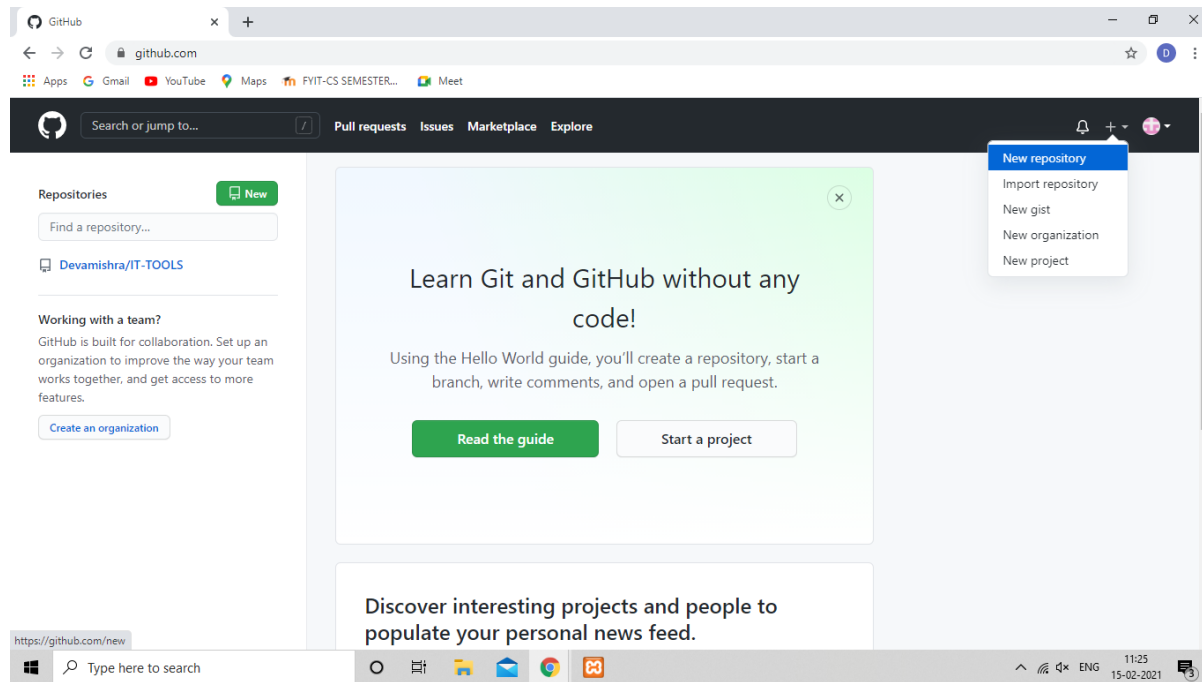 GitHub
github.com
Apps Gmail YouTube Maps FYIT-CS SEMESTER... Meet
Search or jump to... / Pull requests Issues Marketplace Explore
D
New repository
Import repository
New gist
New organization
New project
Repositories New
Find a repository...
Devamishra/IT-TOOLS
Working with a team?
GitHub is built for collaboration. Set up an
organization to improve the way your team
works together, and get access to more
features.
Create an organization
Learn Git and GitHub without any
code!
Using the Hello World guide, you'll create a repository, start a
branch, write comments, and open a pull request.
Read the guide Start a project
Discover interesting projects and people to
populate your personal news feed.
https://github.com/new
Type here to search
ENG 11:25
15-02-2021
3